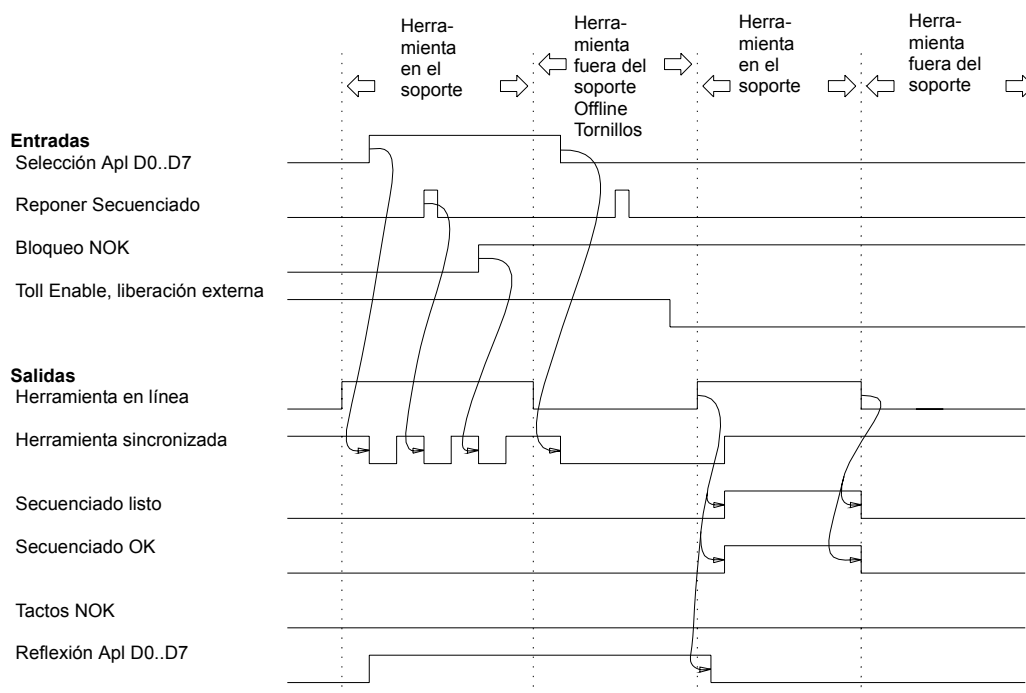 Herra-
mienta
en el
soporte
Herra-
mienta
fuera del
soporte
Offline
Tornillos
Herra-
mienta
en el
soporte
Herra-
mienta
fuera del
soporte
Entradas
Selección Apl D0..D7
Reponer Secuenciado
Bloqueo NOK
Toll Enable, liberación externa
Salidas
Herramienta en línea
Herramienta sincronizada
Secuenciado listo
Secuenciado OK
Tactos NOK
Reflexión Apl D0..D7